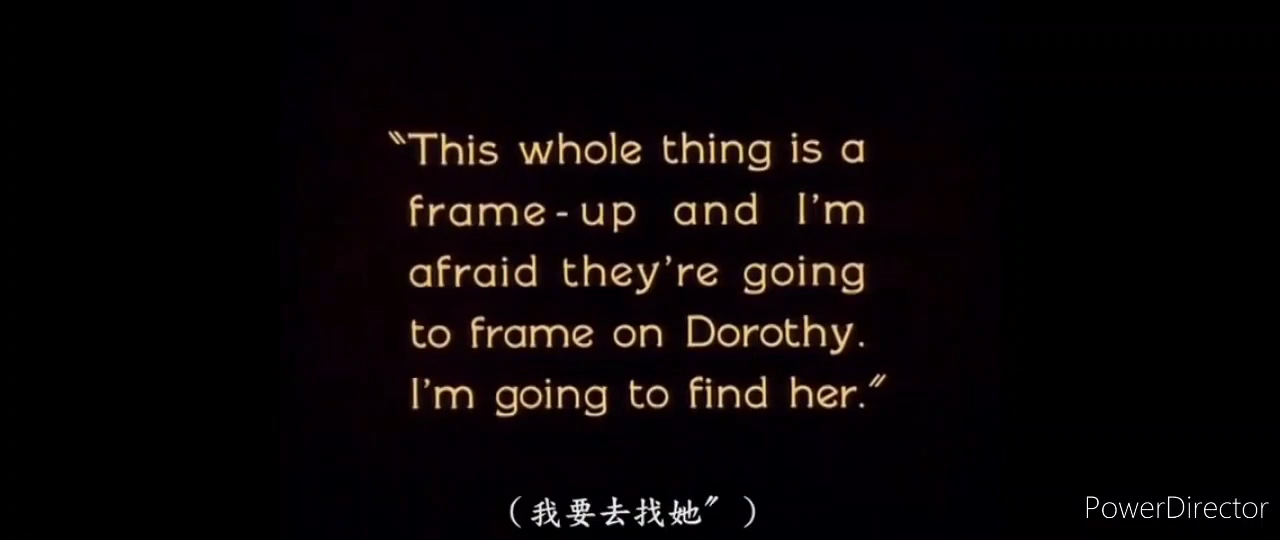 "This whole thing is a
frame-up and I'm
afraid they're going
to frame on Dorothy.
I'm going to find her."
（我要去找她"）
PowerDirector